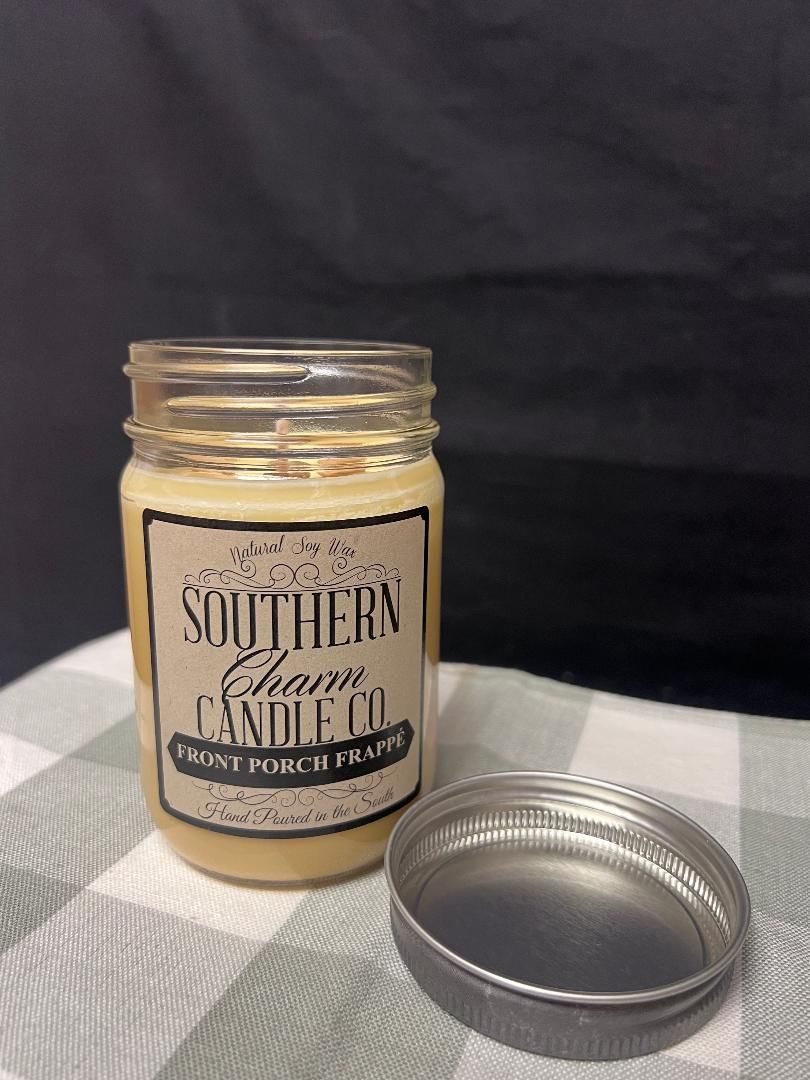 Natural Soy Wax
SOUTHERN
Charm
CANDLE CO.
FRONT PORCH FRAPPÉ
Hand Poured in the South